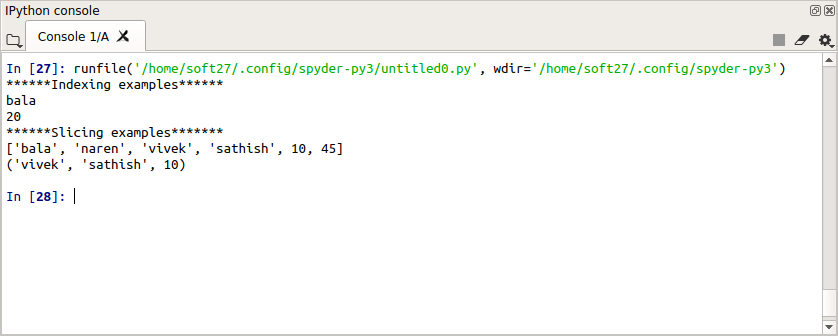 IPython console
Console 1/A
In [27]: runfile('/home/soft27/.config/spyder-py3/untitled0.py', wdir='/home/soft27/.config/spyder-py3')
******Indexing examples******
bala
20
******Slicing examples*******
['bala', 'naren', 'vivek', 'sathish', 10, 45]
('vivek', 'sathish', 10)
In [28]: